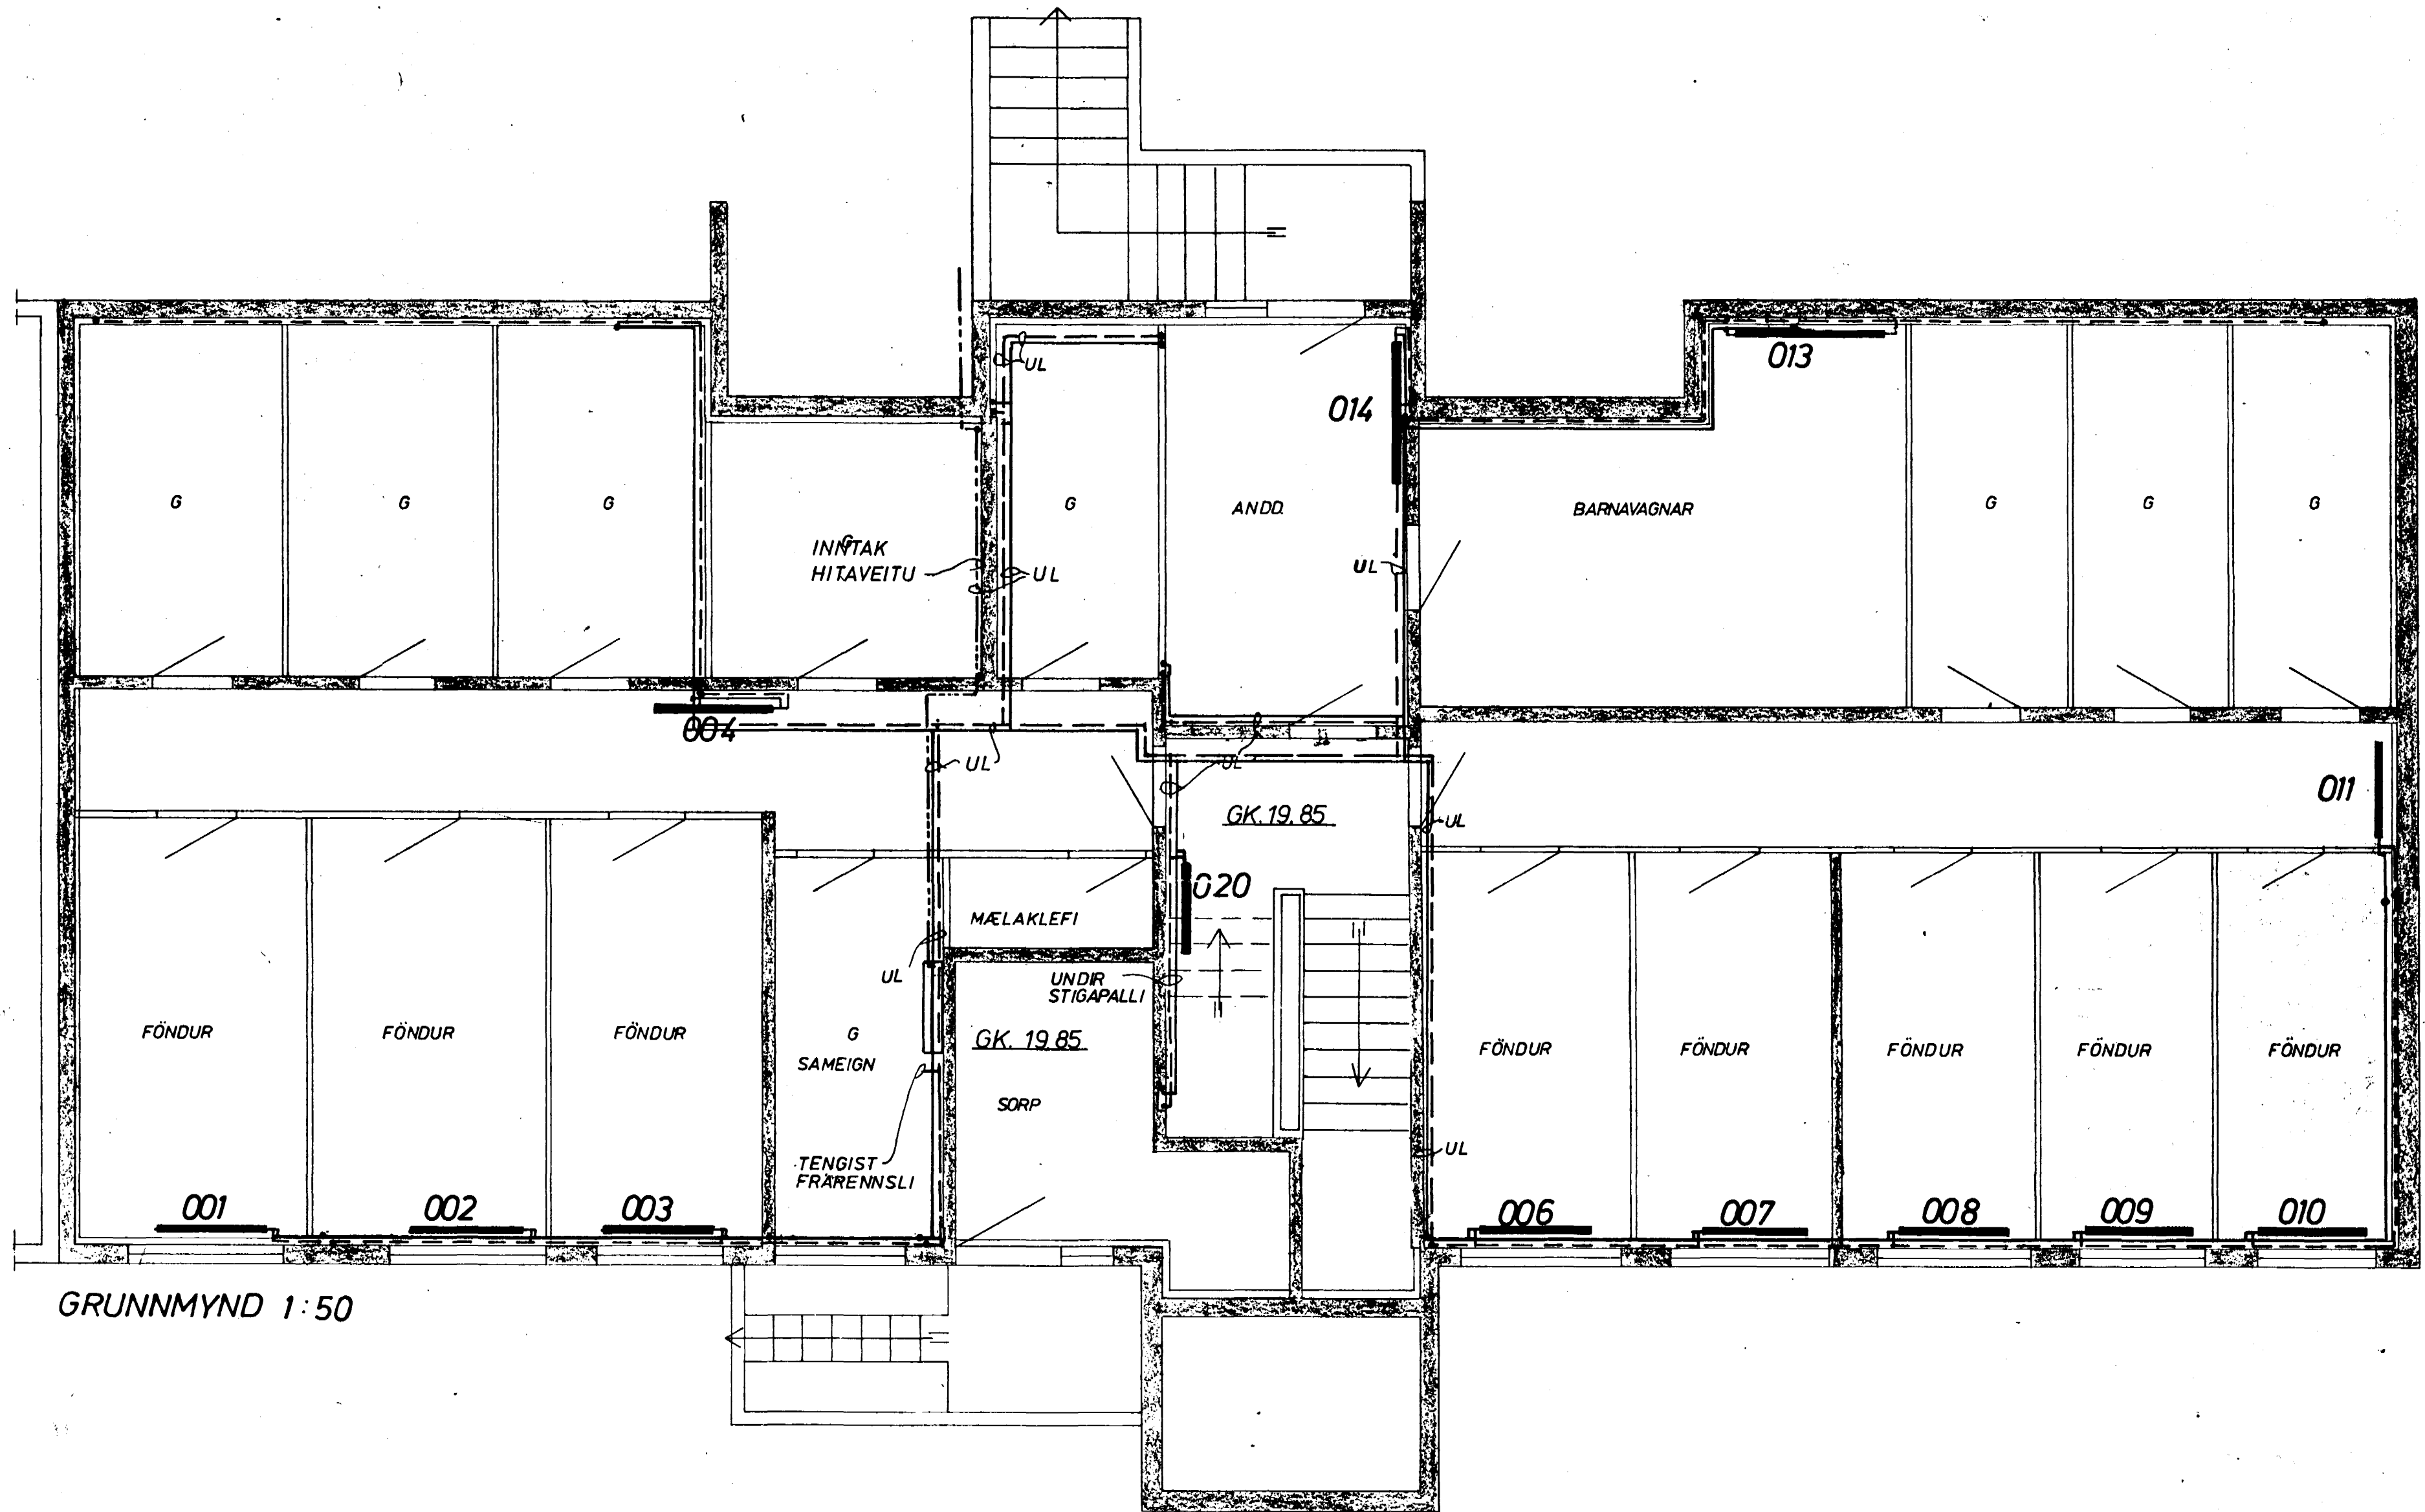 UL
013
014
G
G
G
G
ANDD.
BARNAVAGNAR
G
G
G
G
INNTAK
HITAVEITU
UL
UL
004
UL
UL
011
GK. 19.85
UL
020
MÆLAKLEFI
UL
UNDIR
STIGAPALLI
FÖNDUR
FÖNDUR
FÖNDUR
G
SAMEIGN
GK. 19.85
SORP
FÖNDUR
FÖNDUR
FÖNDUR
FÖNDUR
FÖNDUR
TENGIST
FRÁRENNSLI
UL
001
002
003
006
007
008
009
010
GRUNNMYND 1:50